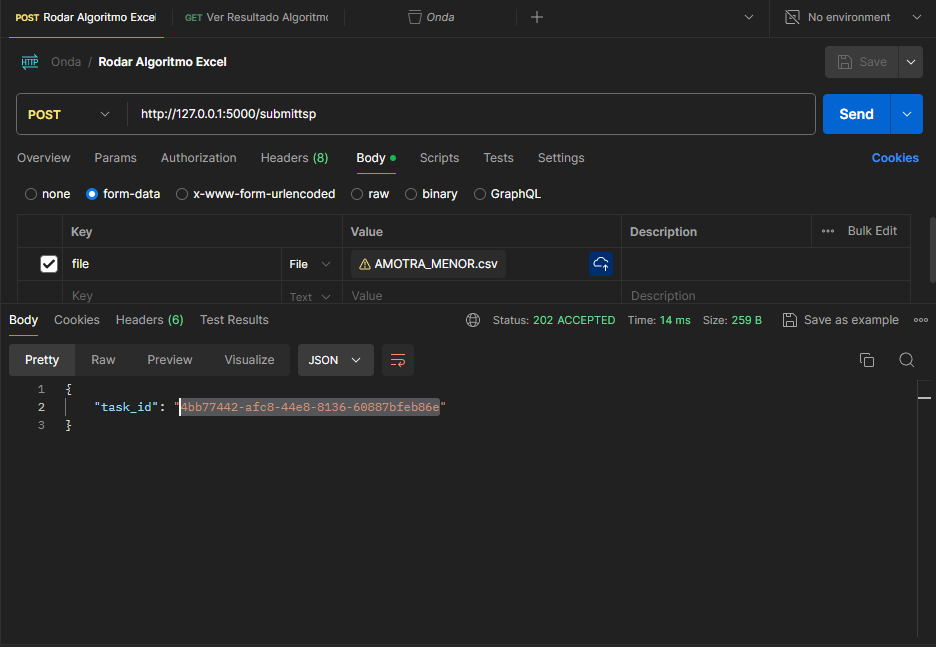 POST Rodar Algoritmo Excel GET Ver Resultado Algoritmo Onda No environment
HTTP Onda / Rodar Algoritmo Excel Save
POST http://127.0.0.1:5000/submittsp Send
Overview Params Authorization Headers (8) Body Scripts Tests Settings Cookies
none form-data x-www-form-urlencoded raw binary GraphQL
Key Value Description Bulk Edit
file File AMOTRA_MENOR.csv
Key Text Value Description
Body Cookies Headers (6) Test Results Status: 202 ACCEPTED Time: 14 ms Size: 259 B Save as example
Pretty Raw Preview Visualize JSON
1 {
2 "task_id": "4bb77442-afc8-44e8-8136-60887bfeb86e"
3 }